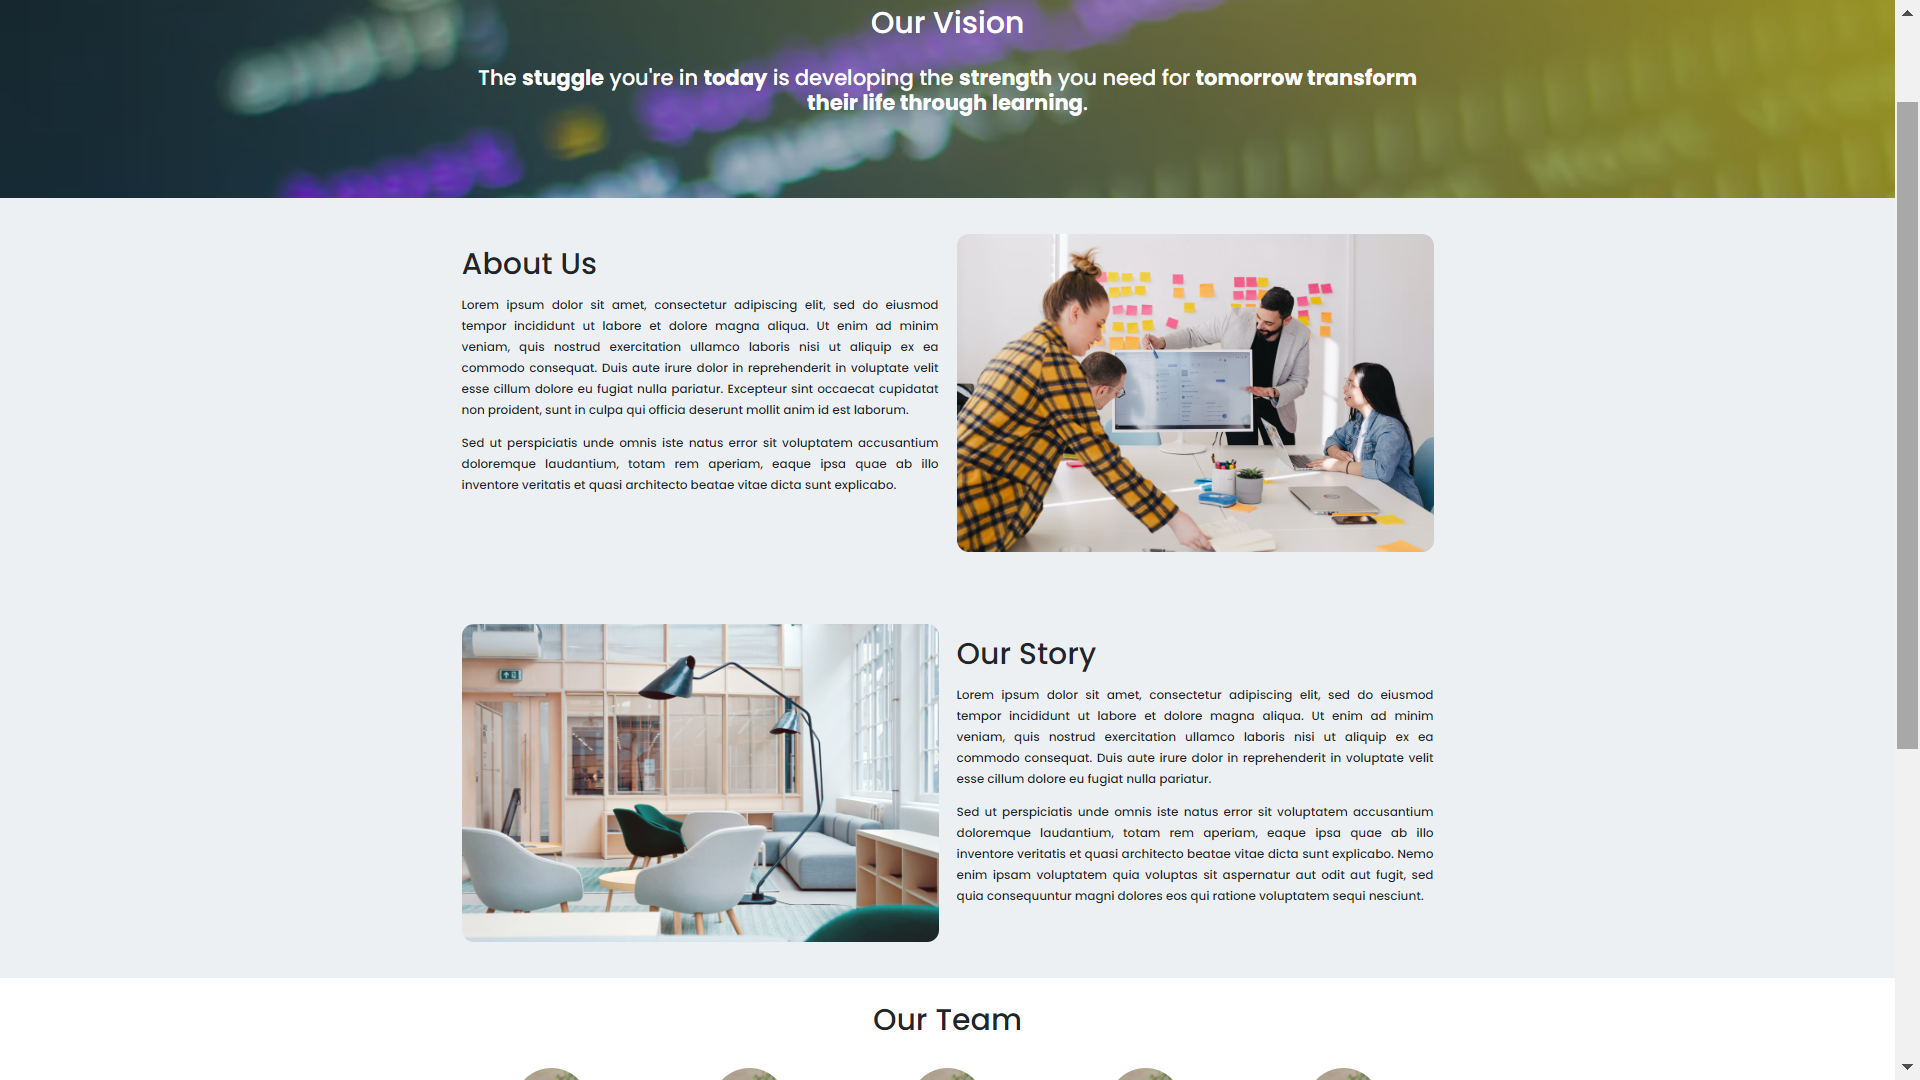 Our Vision
The stuggle you're in today is developing the strength you need for tomorrow transform
their life through learning.
About Us
Lorem ipsum dolor sit amet, consectetur adipiscing elit, sed do eiusmod
tempor incididunt ut labore et dolore magna aliqua. Ut enim ad minim
veniam, quis nostrud exercitation ullamco laboris nisi ut aliquip ex ea
commodo consequat. Duis aute irure dolor in reprehenderit in voluptate velit
esse cillum dolore eu fugiat nulla pariatur. Excepteur sint occaecat cupidatat
non proident, sunt in culpa qui officia deserunt mollit anim id est laborum.
Sed ut perspiciatis unde omnis iste natus error sit voluptatem accusantium
doloremque laudantium, totam rem aperiam, eaque ipsa quae ab illo
inventore veritatis et quasi architecto beatae vitae dicta sunt explicabo.
Our Story
Lorem ipsum dolor sit amet, consectetur adipiscing elit, sed do eiusmod
tempor incididunt ut labore et dolore magna aliqua. Ut enim ad minim
veniam, quis nostrud exercitation ullamco laboris nisi ut aliquip ex ea
commodo consequat. Duis aute irure dolor in reprehenderit in voluptate velit
esse cillum dolore eu fugiat nulla pariatur.
Sed ut perspiciatis unde omnis iste natus error sit voluptatem accusantium
doloremque laudantium, totam rem aperiam, eaque ipsa quae ab illo
inventore veritatis et quasi architecto beatae vitae dicta sunt explicabo. Nemo
enim ipsam voluptatem quia voluptas sit aspernatur aut odit aut fugit, sed
quia consequuntur magni dolores eos qui ratione voluptatem sequi nesciunt.
Our Team